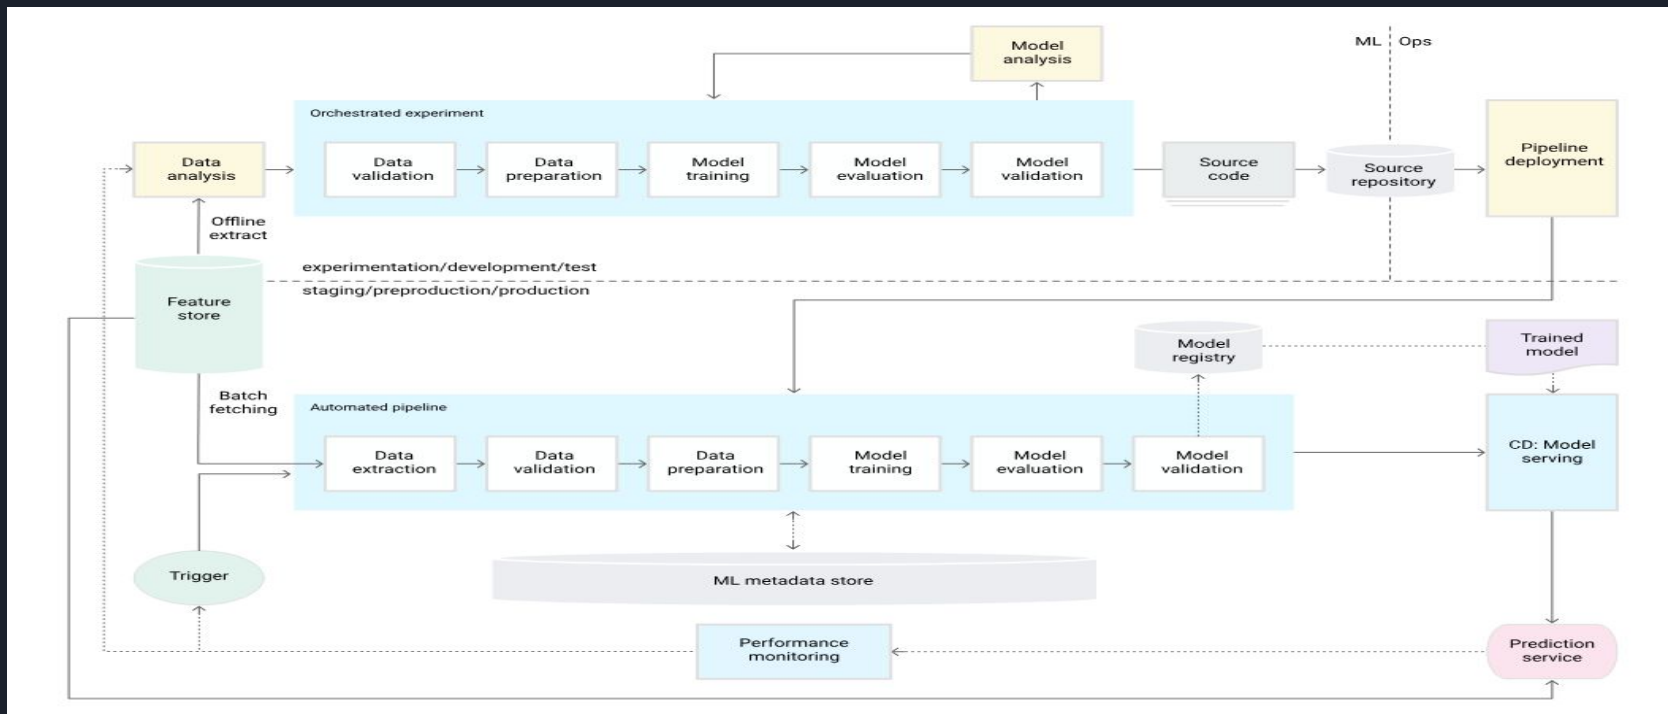 Model
analysis
ML
Ops
Orchestrated experiment
Data
analysis
Data
validation
Data
preparation
Model
training
Model
evaluation
Model
validation
Source
code
Source
repository
Pipeline
deployment
Offline
extract
experimentation/development/test
staging/preproduction/production
Feature
store
Model
registry
Trained
model
Batch
fetching
Automated pipeline
Data
extraction
Data
validation
Data
preparation
Model
training
Model
evaluation
Model
validation
CD: Model
serving
Trigger
ML metadata store
Performance
monitoring
Prediction
service